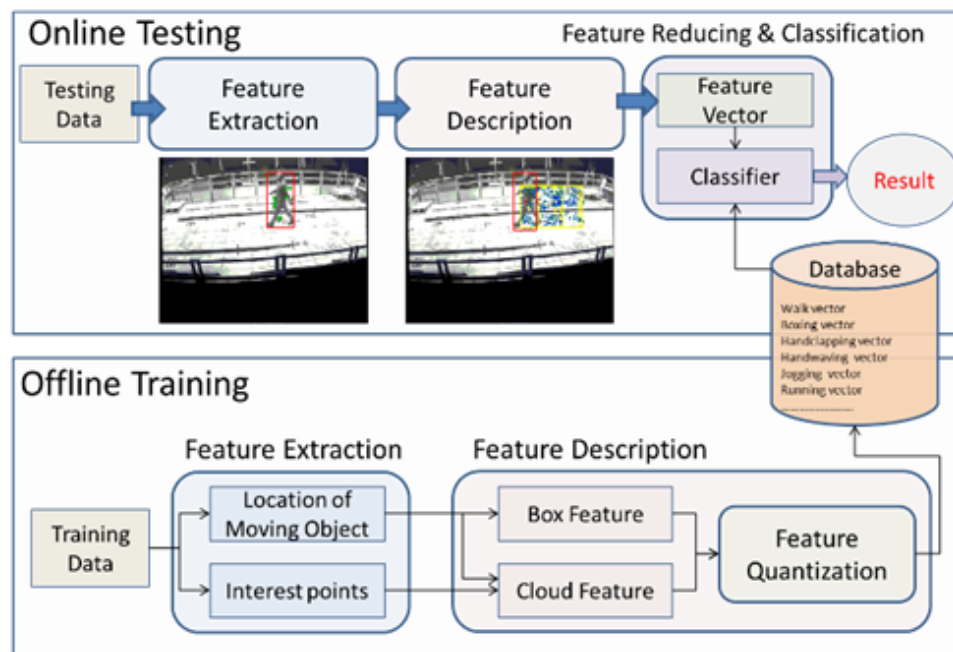 Online Testing
Feature Reducing & Classification
Testing
Data
Feature
Extraction
Feature
Description
Feature
Vector
Classifier
Result
Database
Walk vector
Boxing vector
Handclapping vector
Handwaving vector
Jogging vector
Running vector
Offline Training
Feature Extraction
Feature Description
Training
Data
Location of
Moving Object
Interest points
Box Feature
Cloud Feature
Feature
Quantization